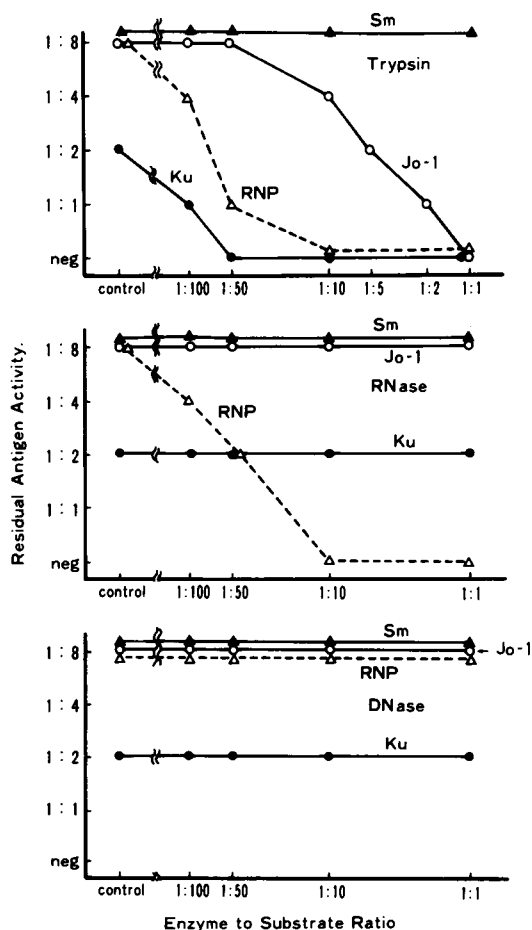 Sm
1:8
Trypsin
1:4
1:2
Ku
Jo-1
RNP
1:1
neg
control 1:100 1:50 1:10 1:5 1:2 1:1
Sm
1:8
Jo-1
RNase
1:4
RNP
Ku
1:2
1:1
neg
control 1:100 1:50 1:10 1:1
Residual Antigen Activity.
Sm
1:8
Jo-1
RNP
DNase
1:4
Ku
1:2
1:1
neg
control 1:100 1:50 1:10 1:1
Enzyme to Substrate Ratio